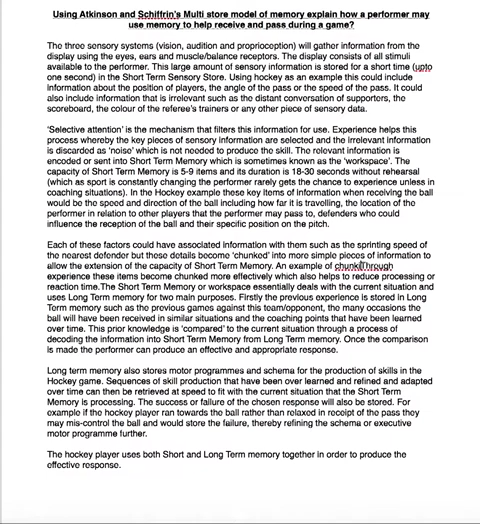 Using Atkinson and Schiffrin's Multi store model of memory explain how a performer may
use memory to help receive and pass during a game?
The three sensory systems (vision, audition and proprioception) will gather information from the
display using the eyes, ears and muscle/balance receptors. The display consists of all stimuli
available to the performer. This large amount of sensory information is stored for a short time (upto
one second) in the Short Term Sensory Store. Using hockey as an example this could include
information about the position of players, the angle of the pass or the speed of the pass. It could
also include information that is irrelevant such as the distant conversation of supporters, the
scoreboard, the colour of the referee's trainers or any other piece of sensory data.
'Selective attention' is the mechanism that filters this information for use. Experience helps this
process whereby the key pieces of sensory information are selected and the irrelevant information
is discarded as 'noise' which is not needed to produce the skill. The relevant information is
encoded or sent into Short Term Memory which is sometimes known as the 'workspace'. The
capacity of Short Term Memory is 5-9 items and its duration is 18-30 seconds without rehearsal
(which as sport is constantly changing the performer rarely gets the chance to experience unless in
coaching situations). In the Hockey example these key items of information when receiving the ball
would be the speed and direction of the ball including how far it is travelling, the location of the
performer in relation to other players that the performer may pass to, defenders who could
influence the reception of the ball and their specific position on the pitch.
Each of these factors could have associated information with them such as the sprinting speed of
the nearest defender but these details become 'chunked' into more simple pieces of information to
allow the extension of the capacity of Short Term Memory. An example of
experience these items become chunked more effectively which also helps to reduce processing or
reaction time.The Short Term Memory or workspace essentially deals with the current situation and
uses Long Term memory for two main purposes. Firstly the previous experience is stored in Long
Term memory such as the previous games against this team/opponent, the many occasions the
ball will have been received in similar situations and the coaching points that have been learned
over time. This prior knowledge is 'compared' to the current situation through a process of
decoding the information into Short Term Memory from Long Term memory. Once the comparison
is made the performer can produce an effective and appropriate response.
Long term memory also stores motor programmes and schema for the production of skills in the
Hockey game. Sequences of skill production that have been over learned and refined and adapted
over time can then be retrieved at speed to fit with the current situation that the Short Term
Memory is processing. The success or failure of the chosen response will also be stored. For
example if the hockey player ran towards the ball rather than relaxed in receipt of the pass they
may mis-control the ball and would store the failure, thereby refining the schema or executive
motor programme further.
The hockey player uses both Short and Long Term memory together in order to produce the
effective response.